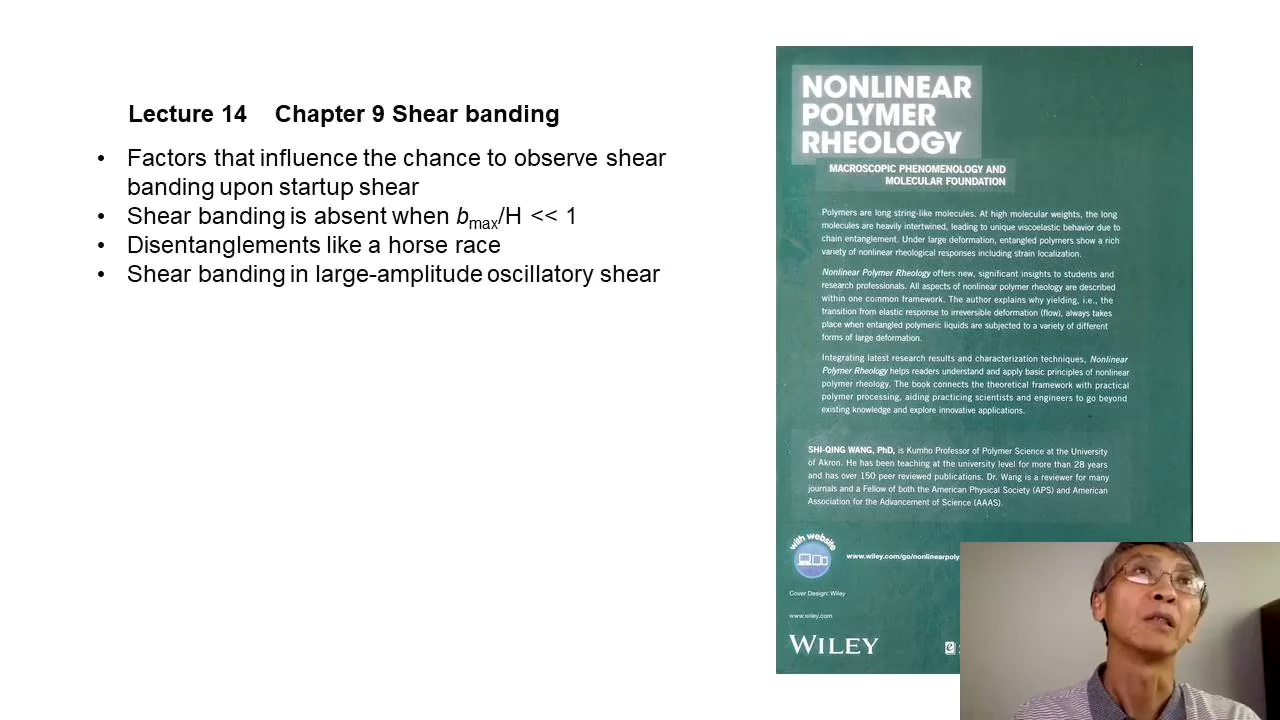 Lecture 14 Chapter 9 Shear banding
• Factors that influence the chance to observe shear
banding upon startup shear
• Shear banding is absent when bmax/H << 1
• Disentanglements like a horse race
• Shear banding in large-amplitude oscillatory shear
NONLINEAR
POLYMER
RHEOLOGY
MACROSCOPIC PHENOMENOLOGY AND
MOLECULAR FOUNDATION
Polymers are long string-like molecules. At high molecular weights, the long
molecules are heavily intertwined, leading to unique viscoelastic behavior due to
chain entanglement. Under large deformation, entangled polymers show a rich
variety of nonlinear rheological responses including strain localization.
Nonlinear Polymer Rheology offers new, significant insights to students and
research professionals. All aspects of nonlinear polymer rheology are described
within one common framework. The author explains why yielding, i.e., the
transition from elastic response to irreversible deformation (flow), always takes
place when entangled polymeric liquids are subjected to a variety of different
forms of large deformation.
Integrating latest research results and characterization techniques, Nonlinear
Polymer Rheology helps readers understand and apply basic principles of nonlinear
polymer rheology. The book connects the theoretical framework with practical
polymer processing, aiding practicing scientists and engineers to go beyond
existing knowledge and explore innovative applications.
SHI-QING WANG, PhD, is Kumho Professor of Polymer Science at the University
of Akron. He has been teaching at the university level for more than 28 years
and has over 150 peer reviewed publications. Dr. Wang is a reviewer for many
journals and a Fellow of both the American Physical Society (APS) and American
Association for the Advancement of Science (AAAS).
with website
www.wiley.com/go/nonlinearpoly
Cover Design: Wiley
www.wiley.com
WILEY